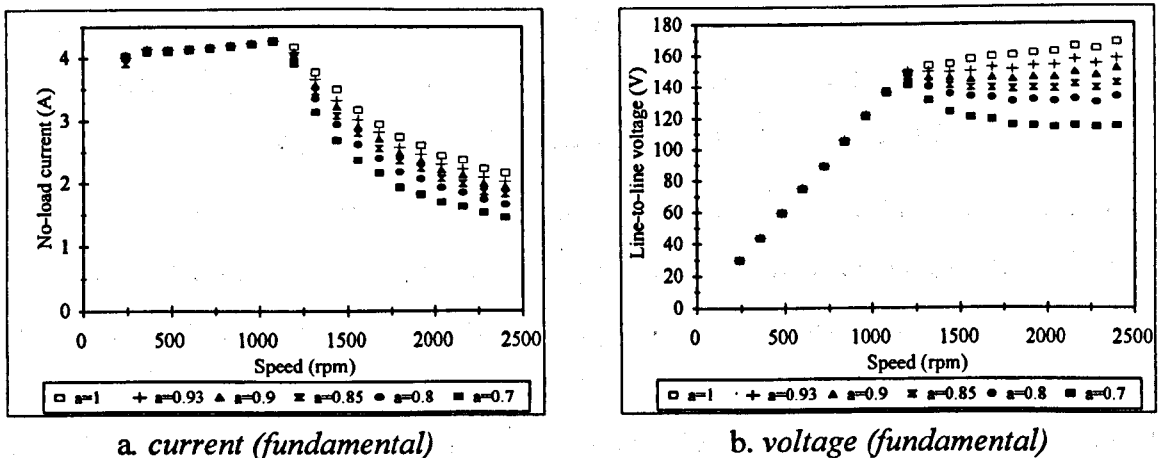 No-load current (A)
4
3
2
1
0
0 500 1000 1500 2000 2500
Speed (rpm)
a=1 a=0.93 a=0.9 a=0.85 a=0.8 a=0.7
a. current (fundamental)
Line-to-line voltage (V)
180
160
140
120
100
80
60
40
20
0
0 500 1000 1500 2000 2500
Speed (rpm)
a=1 a=0.93 a=0.9 a=0.85 a=0.8 a=0.7
b. voltage (fundamental)